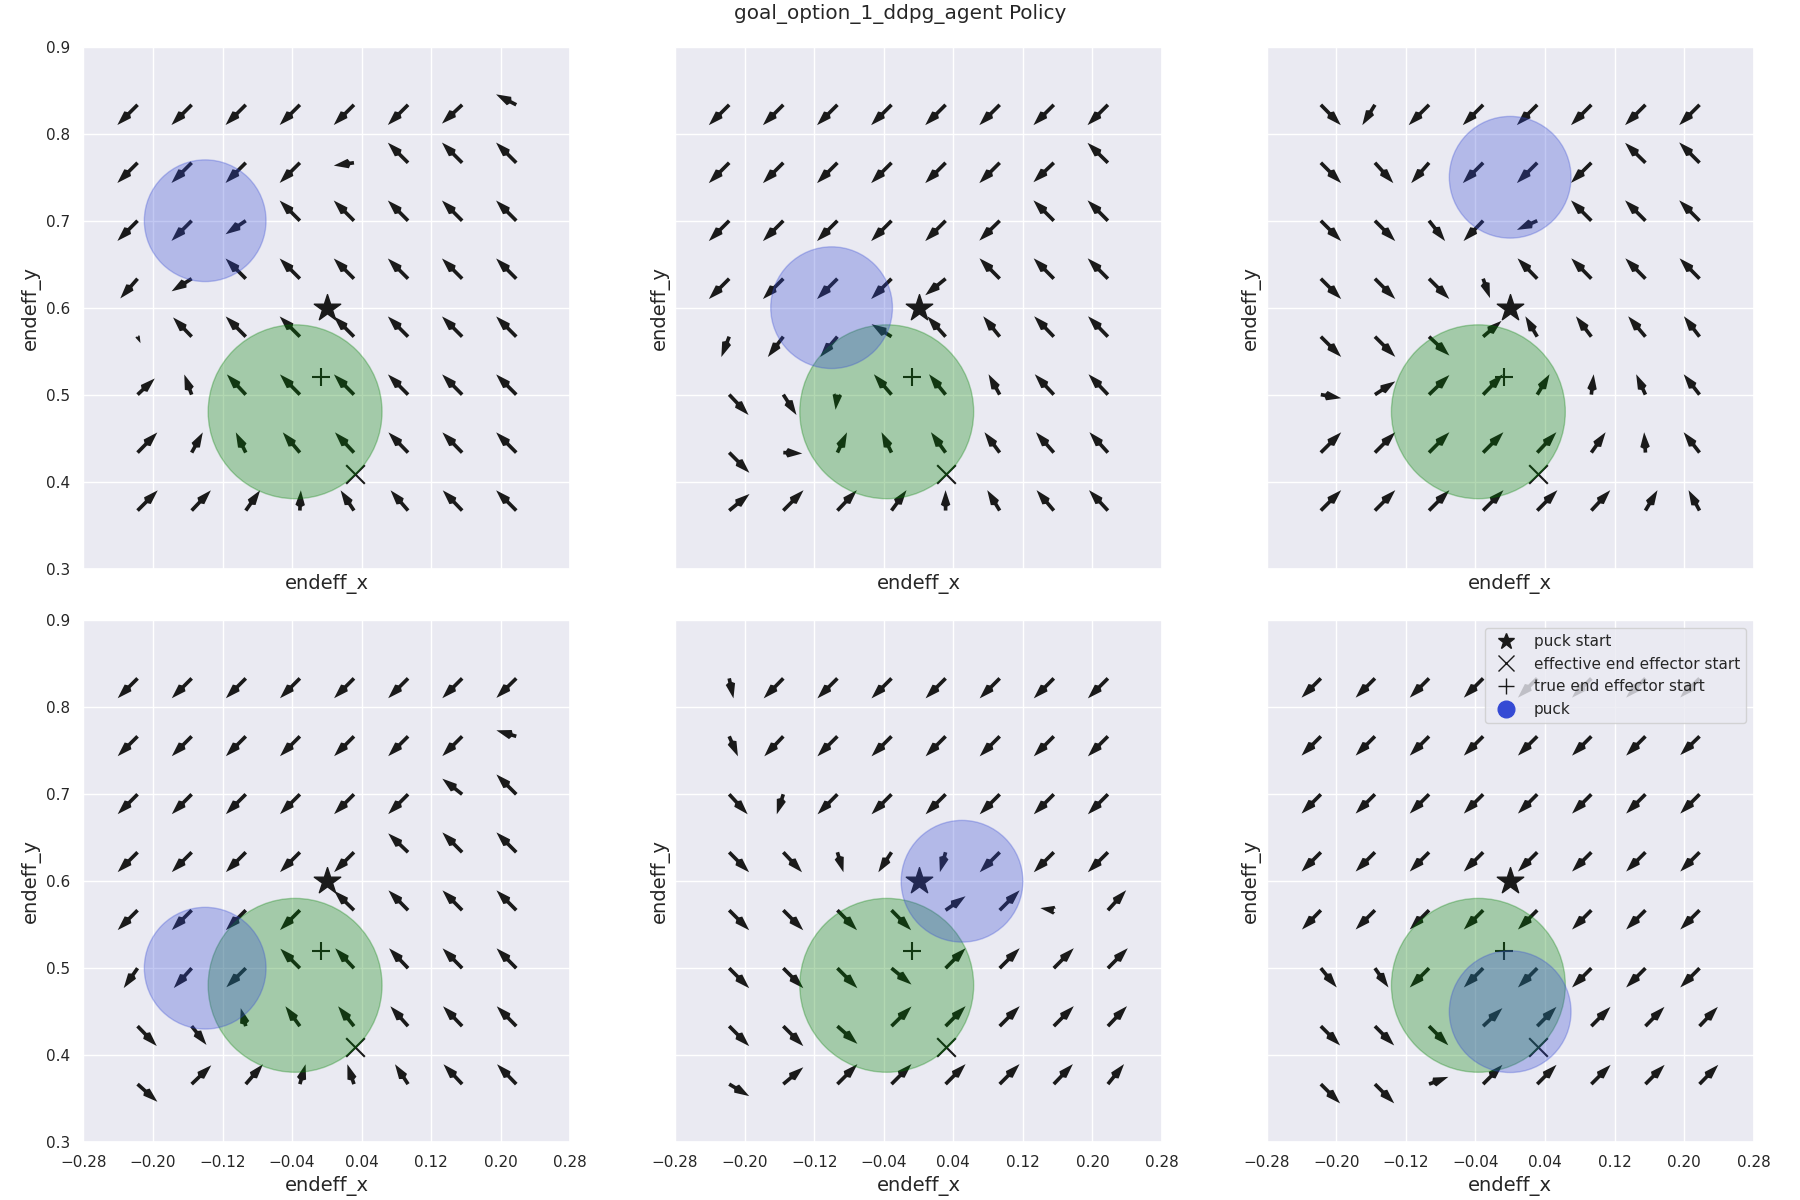 goal_option_1_ddpg_agent Policy
0.9
0.8
0.7
0.6
0.5
0.4
0.3
endeff_y
endeff_x
endeff_y
endeff_x
endeff_y
endeff_x
0.9
0.8
0.7
0.6
0.5
0.4
0.3
endeff_y
−0.28 −0.20 −0.12 −0.04 0.04 0.12 0.20 0.28
endeff_x
endeff_y
−0.28 −0.20 −0.12 −0.04 0.04 0.12 0.20 0.28
endeff_x
puck start
effective end effector start
true end effector start
puck
endeff_y
−0.28 −0.20 −0.12 −0.04 0.04 0.12 0.20 0.28
endeff_x